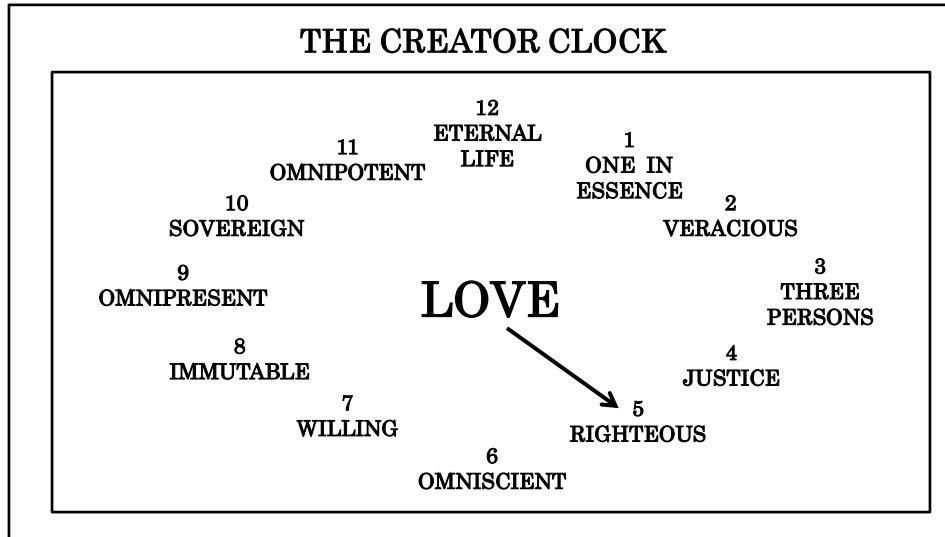 THE CREATOR CLOCK
12
ETERNAL
LIFE
1
ONE IN
ESSENCE
2
VERACIOUS
3
THREE
PERSONS
4
JUSTICE
5
RIGHTEOUS
6
OMNISCIENT
7
WILLING
8
IMMUTABLE
9
OMNIPRESENT
10
SOVEREIGN
11
OMNIPOTENT
LOVE